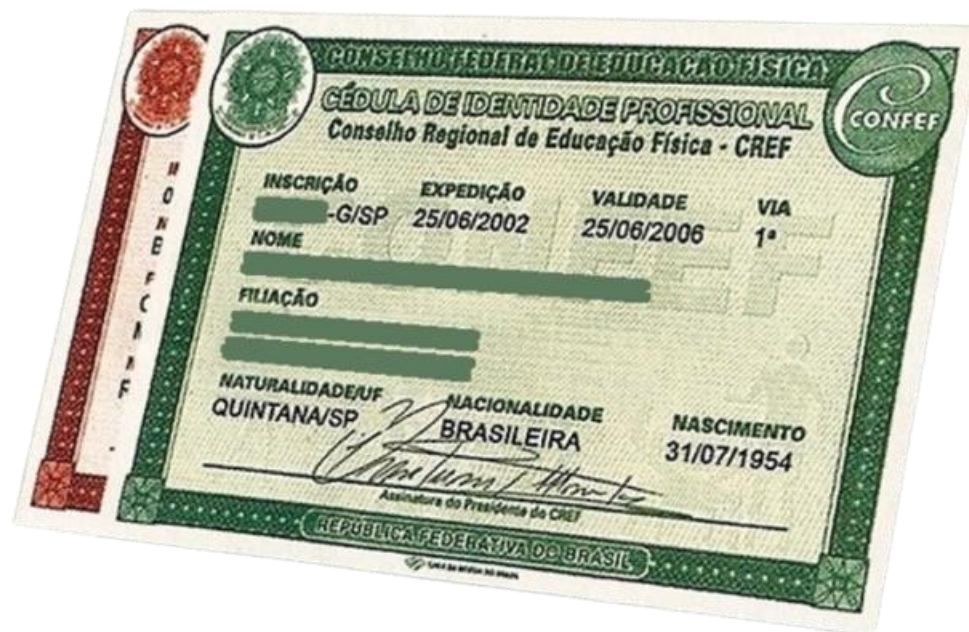 CONSELHO FEDERAL DE EDUCAÇÃO FÍSICA
CÉDULA DE IDENTIDADE PROFISSIONAL
Conselho Regional de Educação Física - CREF
CONFEF
INSCRIÇÃO EXPEDIÇÃO VALIDADE VIA
-G/SP 25/06/2002 25/06/2006 1ª
NOME
FILIAÇÃO
NATURALIDADE/UF NACIONALIDADE NASCIMENTO
QUINTANA/SP BRASILEIRA 31/07/1954
Assinatura do Presidente do CREF
REPÚBLICA FEDERATIVA DO BRASIL